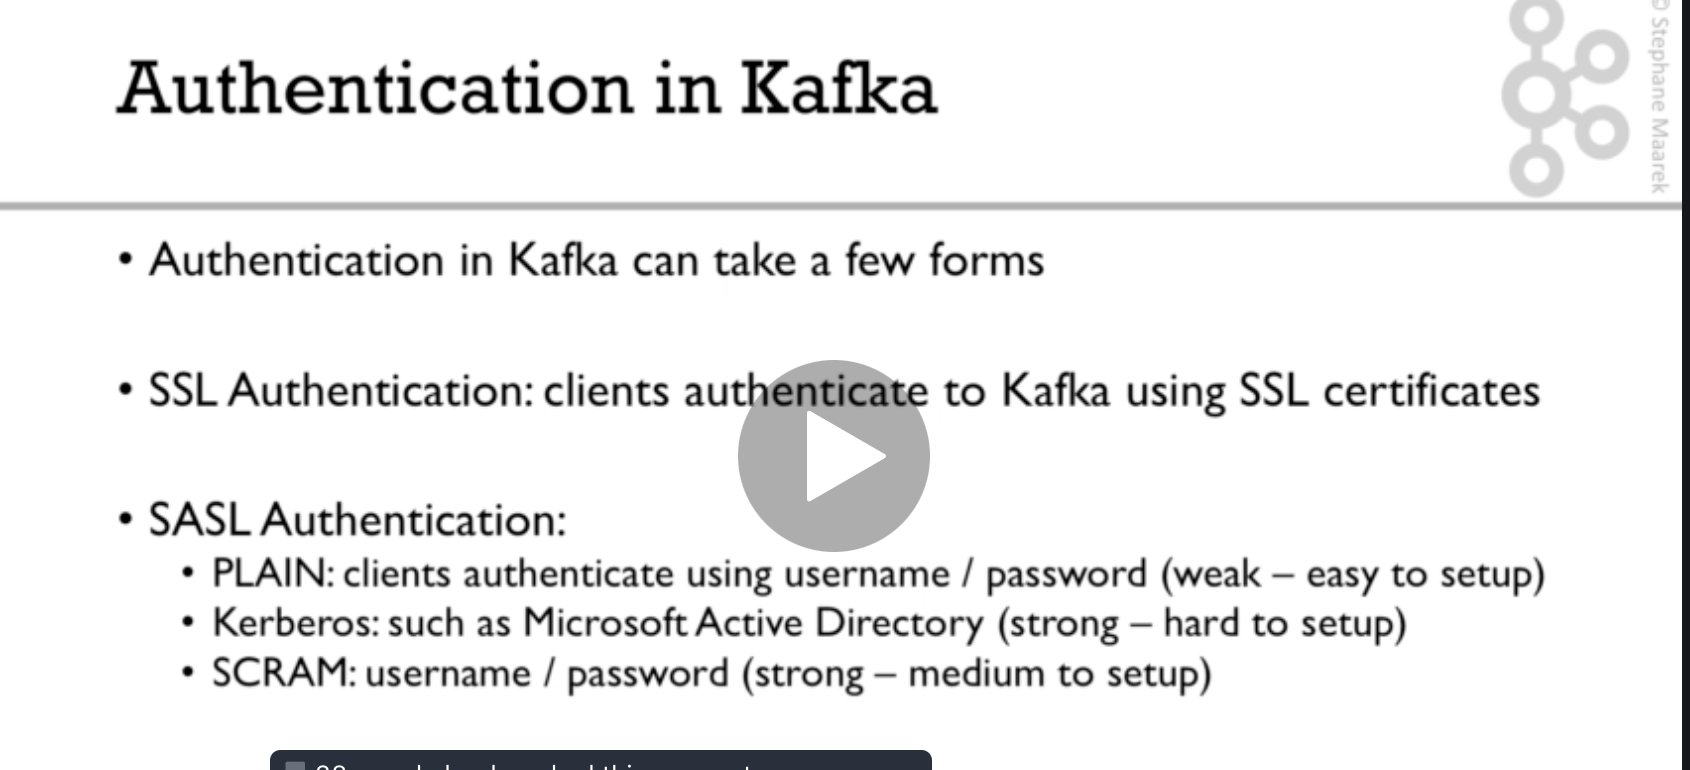 Authentication in Kafka
© Stephane Maarek
• Authentication in Kafka can take a few forms
• SSL Authentication: clients authenticate to Kafka using SSL certificates
• SASL Authentication:
• PLAIN: clients authenticate using username / password (weak – easy to setup)
• Kerberos: such as Microsoft Active Directory (strong – hard to setup)
• SCRAM: username / password (strong – medium to setup)